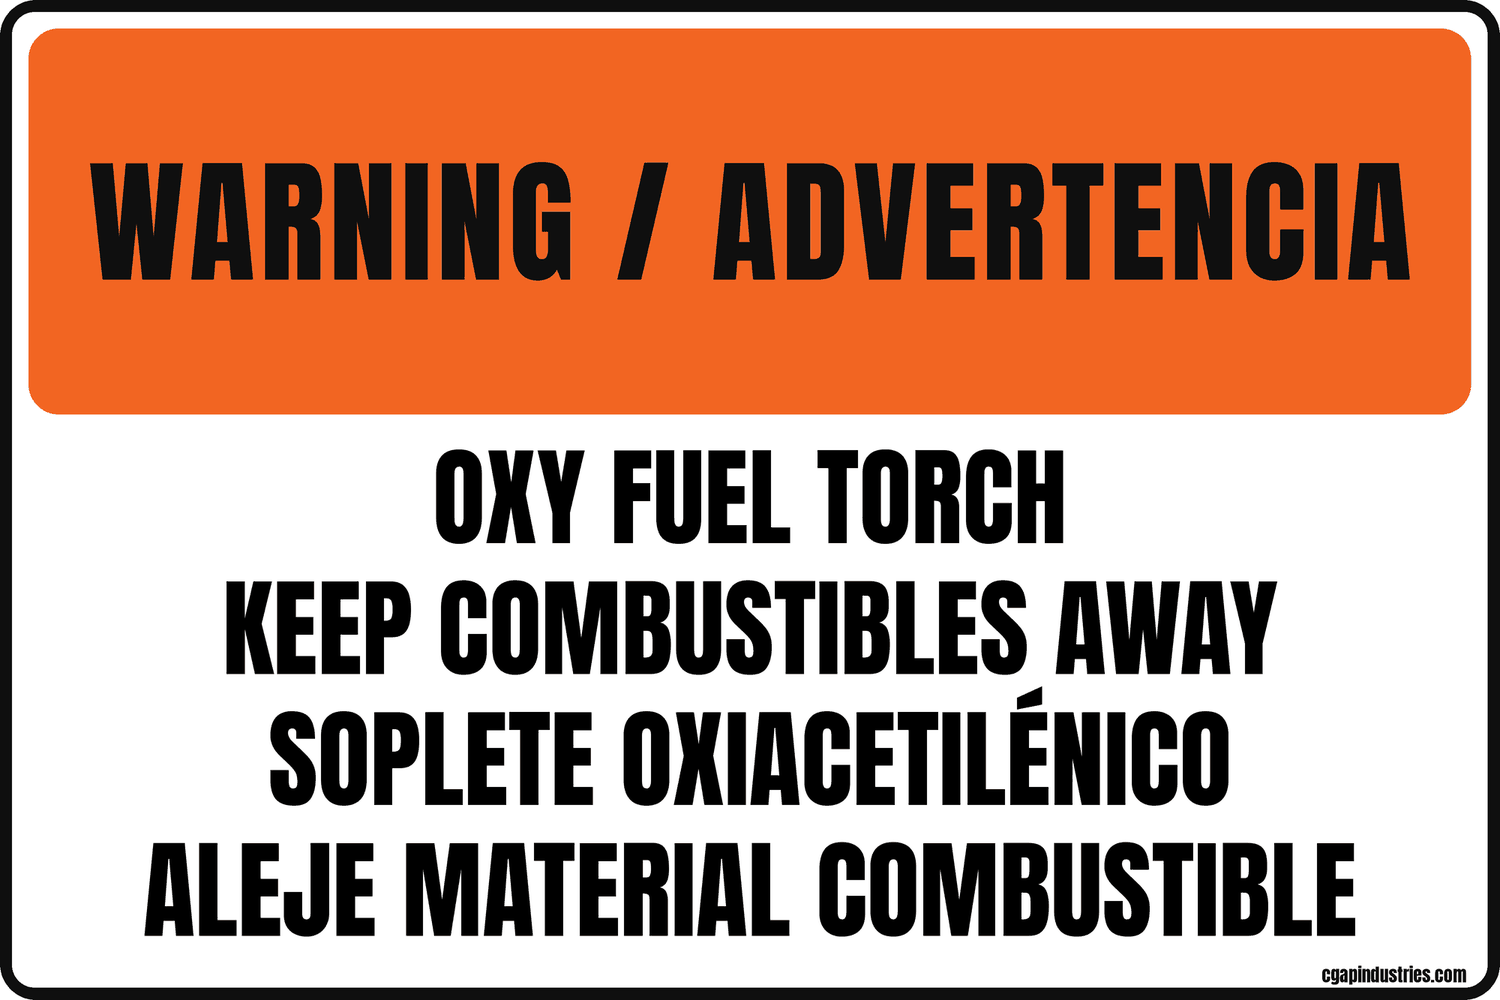 WARNING / ADVERTENCIA
OXY FUEL TORCH
KEEP COMBUSTIBLES AWAY
SOPLETE OXIACETILÉNICO
ALEJE MATERIAL COMBUSTIBLE
cgapindustries.com